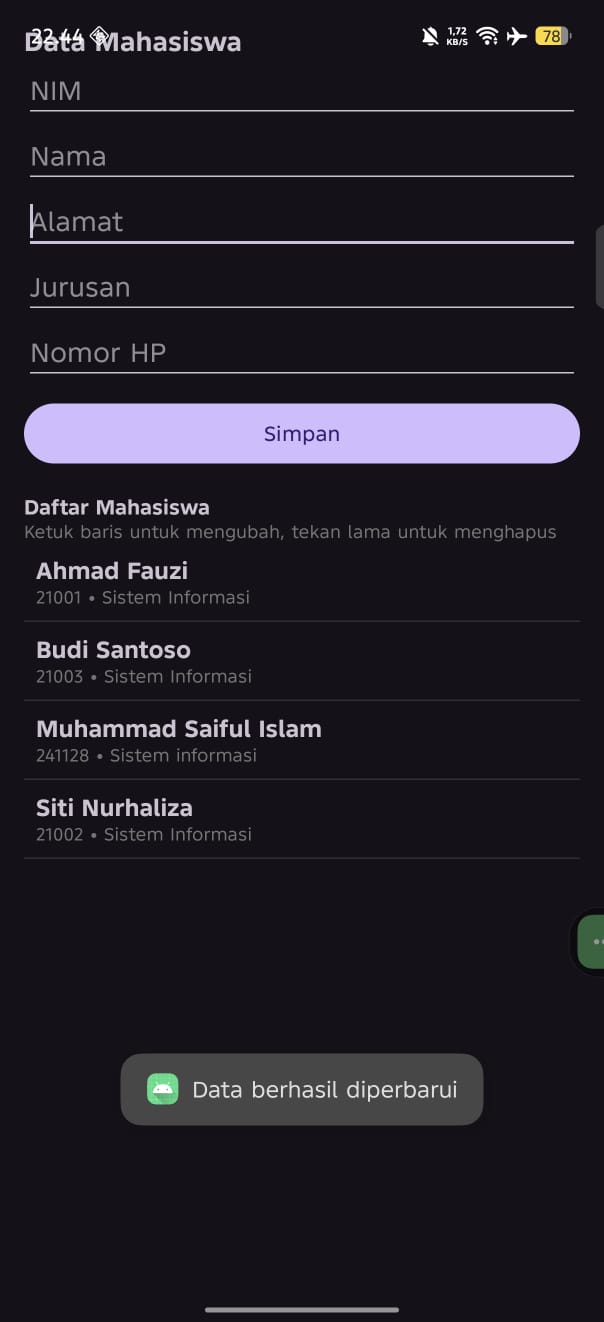 22.44
1,72
KB/S
78
Data Mahasiswa
NIM
Nama
Alamat
Jurusan
Nomor HP
Simpan
Daftar Mahasiswa
Ketuk baris untuk mengubah, tekan lama untuk menghapus
Ahmad Fauzi
21001 • Sistem Informasi
Budi Santoso
21003 • Sistem Informasi
Muhammad Saiful Islam
241128 • Sistem informasi
Siti Nurhaliza
21002 • Sistem Informasi
Data berhasil diperbarui